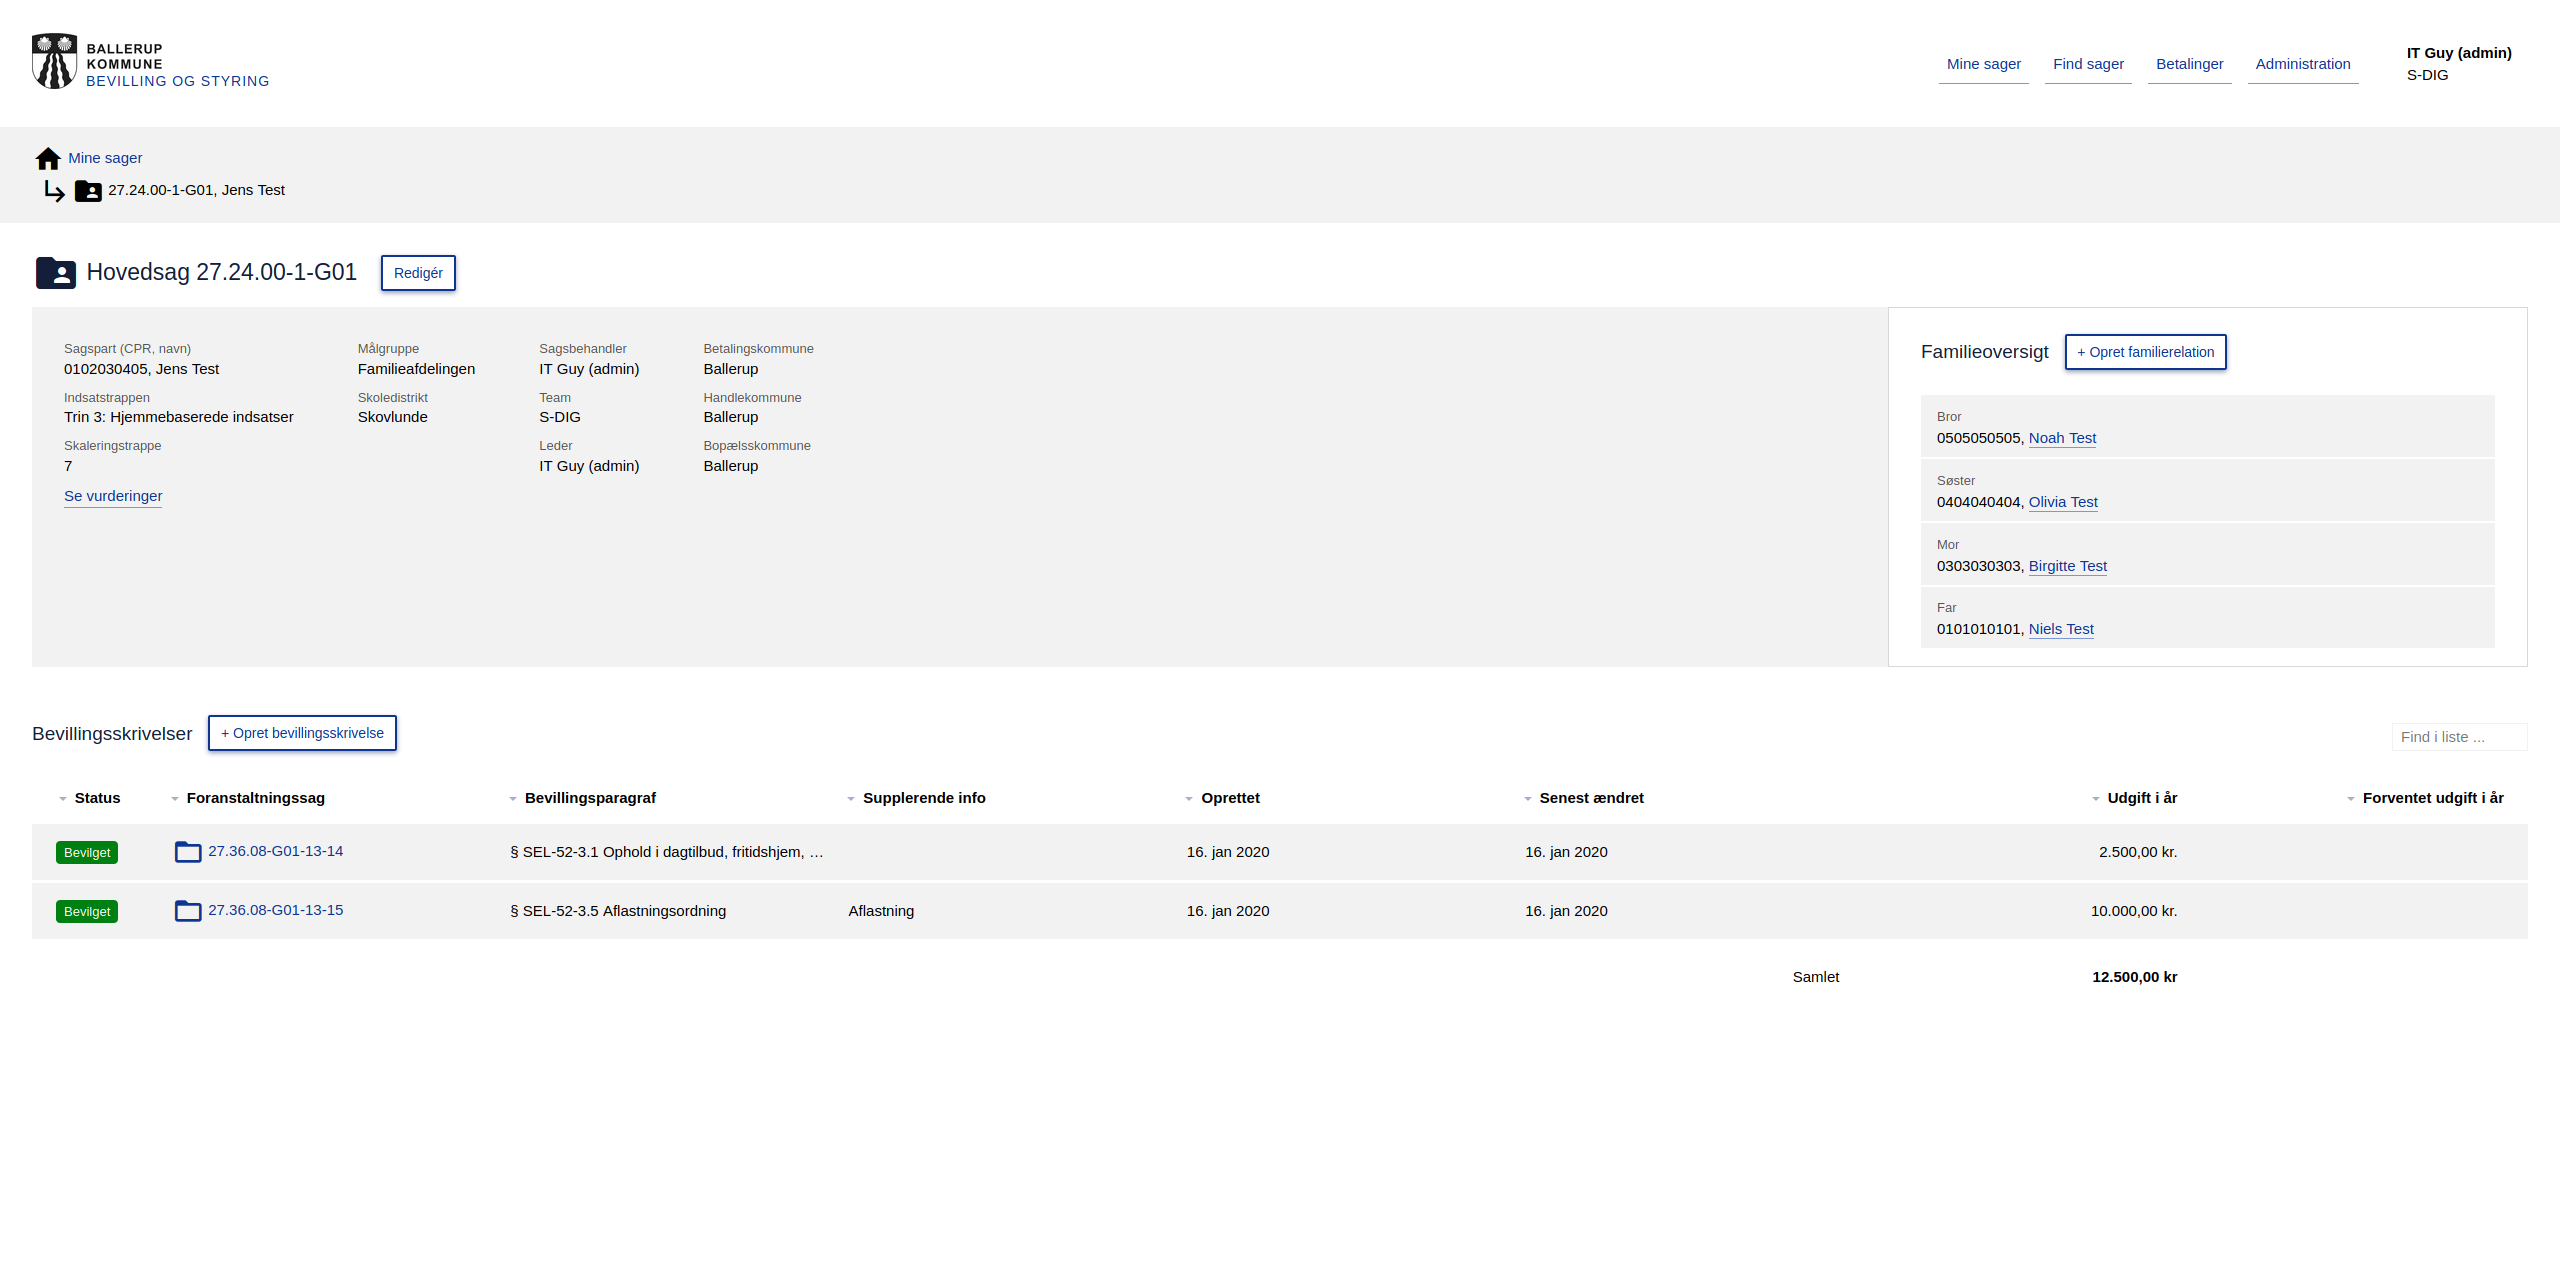 BALLERUP
KOMMUNE
BEVILLING OG STYRING
Mine sager Find sager Betalinger Administration
IT Guy (admin)
S-DIG
Mine sager
27.24.00-1-G01, Jens Test
Hovedsag 27.24.00-1-G01 Redigér
Sagspart (CPR, navn)
0102030405, Jens Test
Indsatstrappen
Trin 3: Hjemmebaserede indsatser
Skaleringstrappe
7
Se vurderinger
Målgruppe
Familieafdelingen
Skoledistrikt
Skovlunde
Sagsbehandler
IT Guy (admin)
Team
S-DIG
Leder
IT Guy (admin)
Betalingskommune
Ballerup
Handlekommune
Ballerup
Bopælsskommune
Ballerup
Familieoversigt + Opret familierelation
Bror
0505050505, Noah Test
Søster
0404040404, Olivia Test
Mor
0303030303, Birgitte Test
Far
0101010101, Niels Test
Bevillingsskrivelser + Opret bevillingsskrivelse Find i liste ...
Status Foranstaltningssag Bevillingsparagraf Supplerende info Oprettet Senest ændret Udgift i år Forventet udgift i år
Bevilget 27.36.08-G01-13-14 § SEL-52-3.1 Ophold i dagtilbud, fritidshjem, … 16. jan 2020 16. jan 2020 2.500,00 kr.
Bevilget 27.36.08-G01-13-15 § SEL-52-3.5 Aflastningsordning Aflastning 16. jan 2020 16. jan 2020 10.000,00 kr.
Samlet 12.500,00 kr